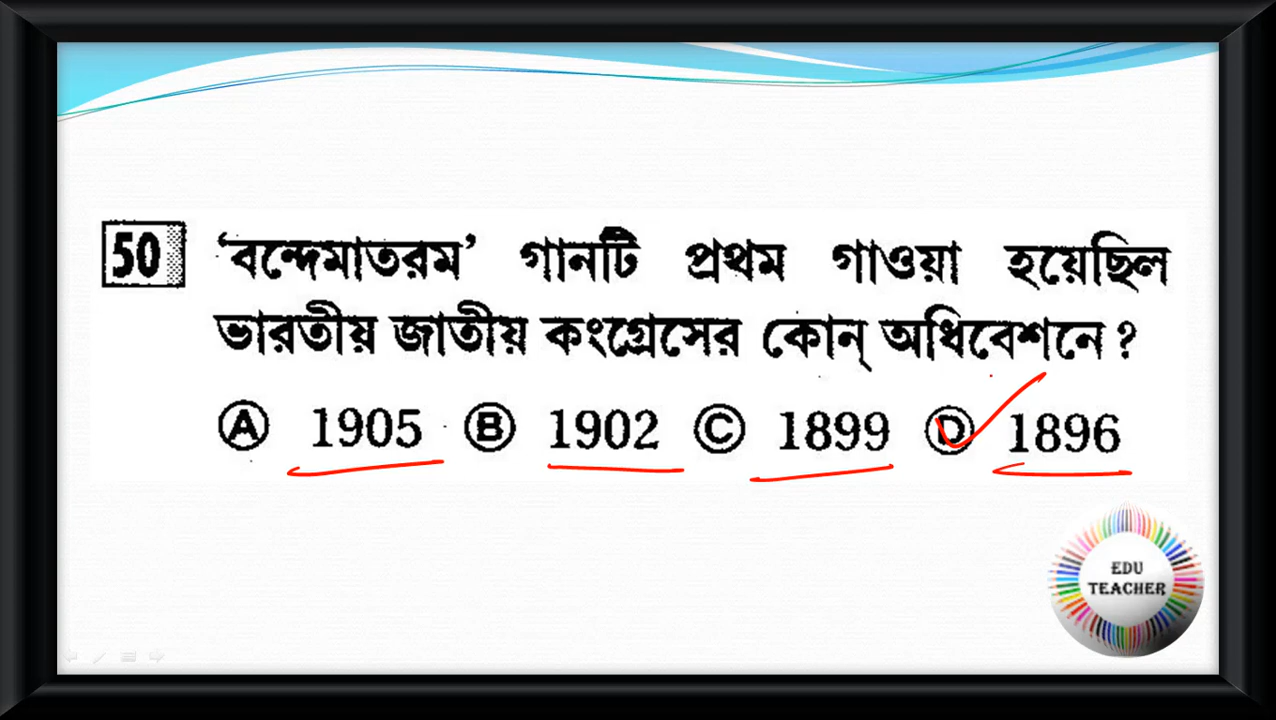 50 ‘বন্দেমাতরম’ গানটি প্রথম গাওয়া হয়েছিল
ভারতীয় জাতীয় কংগ্রেসের কোন্ অধিবেশনে ?
Ⓐ 1905 Ⓑ 1902 Ⓒ 1899 Ⓓ 1896
EDU
TEACHER